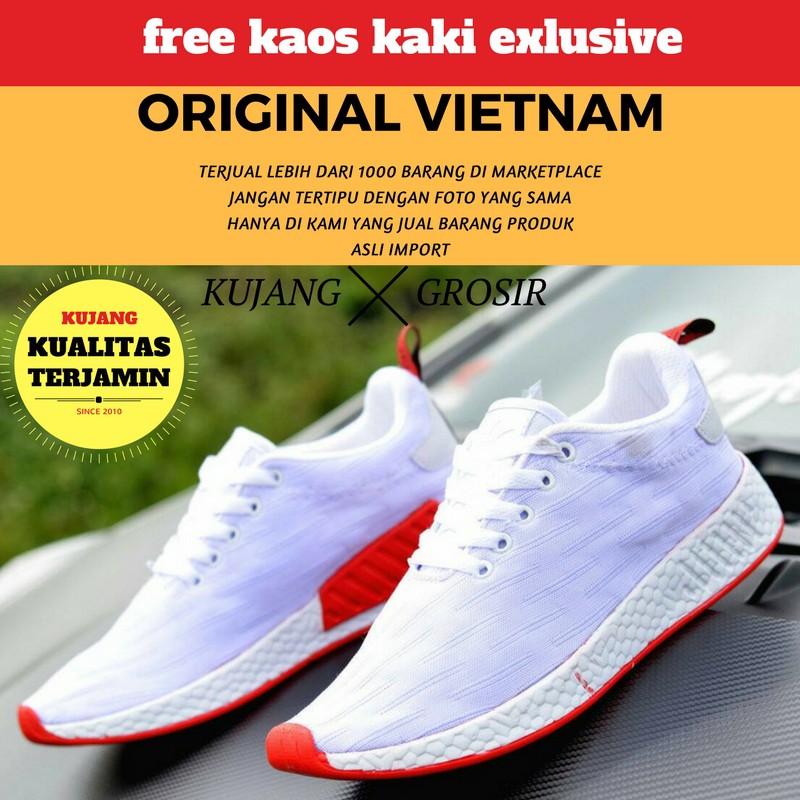 free kaos kaki exlusive
ORIGINAL VIETNAM
TERJUAL LEBIH DARI 1000 BARANG DI MARKETPLACE
JANGAN TERTIPU DENGAN FOTO YANG SAMA
HANYA DI KAMI YANG JUAL BARANG PRODUK
ASLI IMPORT
KUJANG GROSIR
KUJANG
KUALITAS
TERJAMIN
SINCE 2010